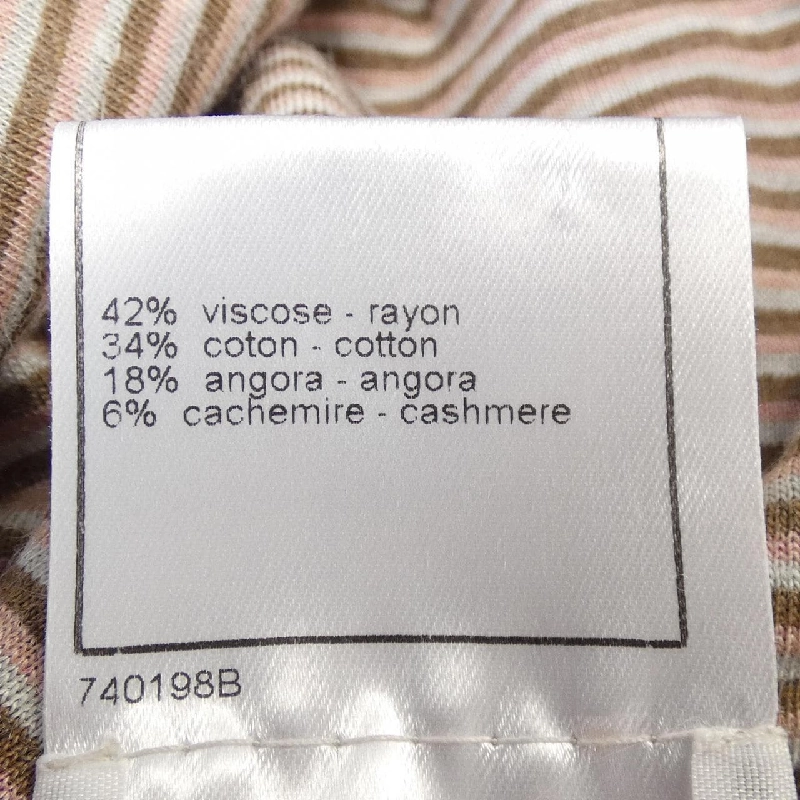 42% viscose - rayon
34% coton - cotton
18% angora - angora
6% cachemire - cashmere
740198B